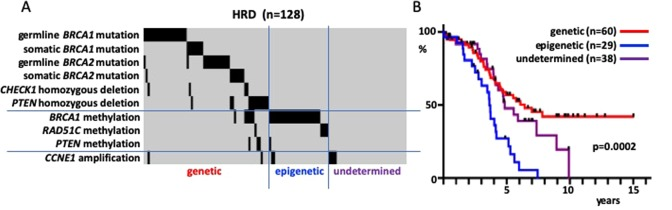 A
HRD (n=128)
germline BRCA1 mutation
somatic BRCA1 mutation
germline BRCA2 mutation
somatic BRCA2 mutation
CHECK1 homozygous deletion
PTEN homozygous deletion
BRCA1 methylation
RAD51C methylation
PTEN methylation
CCNE1 amplification
genetic
epigenetic
undetermined
B
100
%
50
0
0
5
10
15
years
genetic (n=60)
epigenetic (n=29)
undetermined (n=38)
p=0.0002